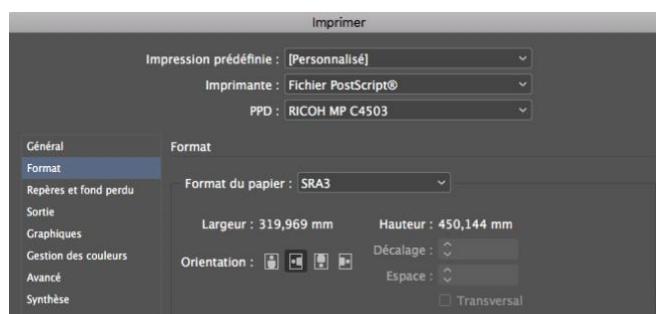 Imprimer
Impression prédéfinie : [Personnalisé]
Imprimante : Fichier PostScript®
PPD : RICOH MP C4503
Général
Format
Repères et fond perdu
Sortie
Graphiques
Gestion des couleurs
Avancé
Synthèse
Format
Format du papier : SRA3
Largeur : 319,969 mm Hauteur : 450,144 mm
Orientation : Décalage :
Espace :
Transversal